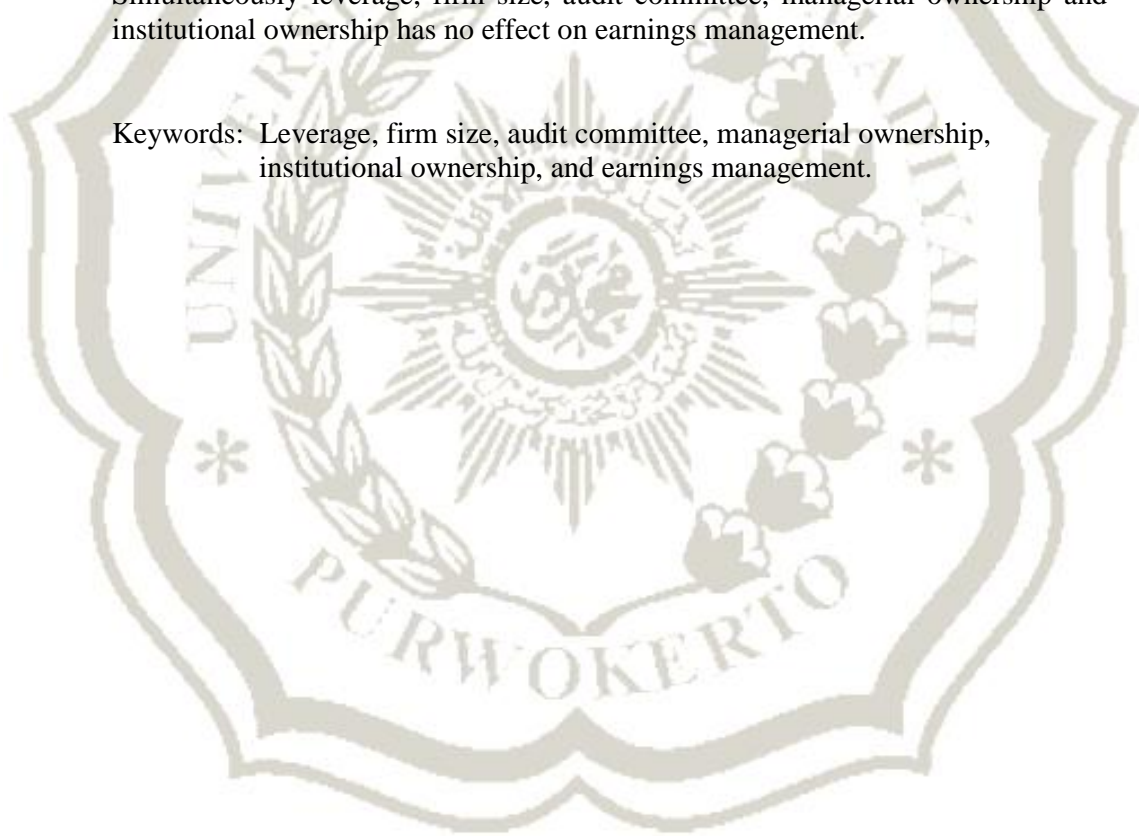 Simultaneously leverage, firm size, audit committee, managerial ownership and
institutional ownership has no effect on earnings management.
Keywords: Leverage, firm size, audit committee, managerial ownership,
institutional ownership, and earnings management.
PURWOKERTO